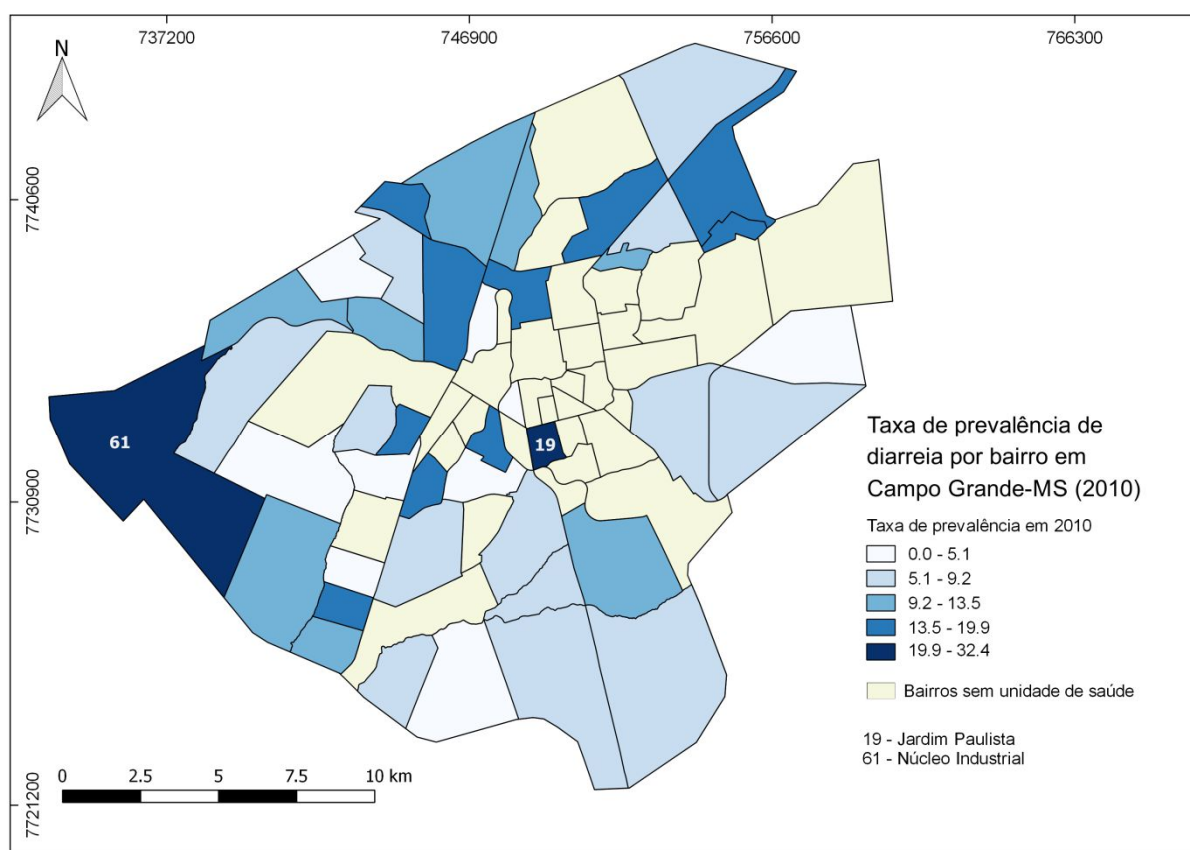 737200
746900
756600
766300
N
7740600
7730900
7721200
61
19
Taxa de prevalência de
diarreia por bairro em
Campo Grande-MS (2010)
Taxa de prevalência em 2010
0.0 - 5.1
5.1 - 9.2
9.2 - 13.5
13.5 - 19.9
19.9 - 32.4
Bairros sem unidade de saúde
19 - Jardim Paulista
61 - Núcleo Industrial
0 2.5 5 7.5 10 km